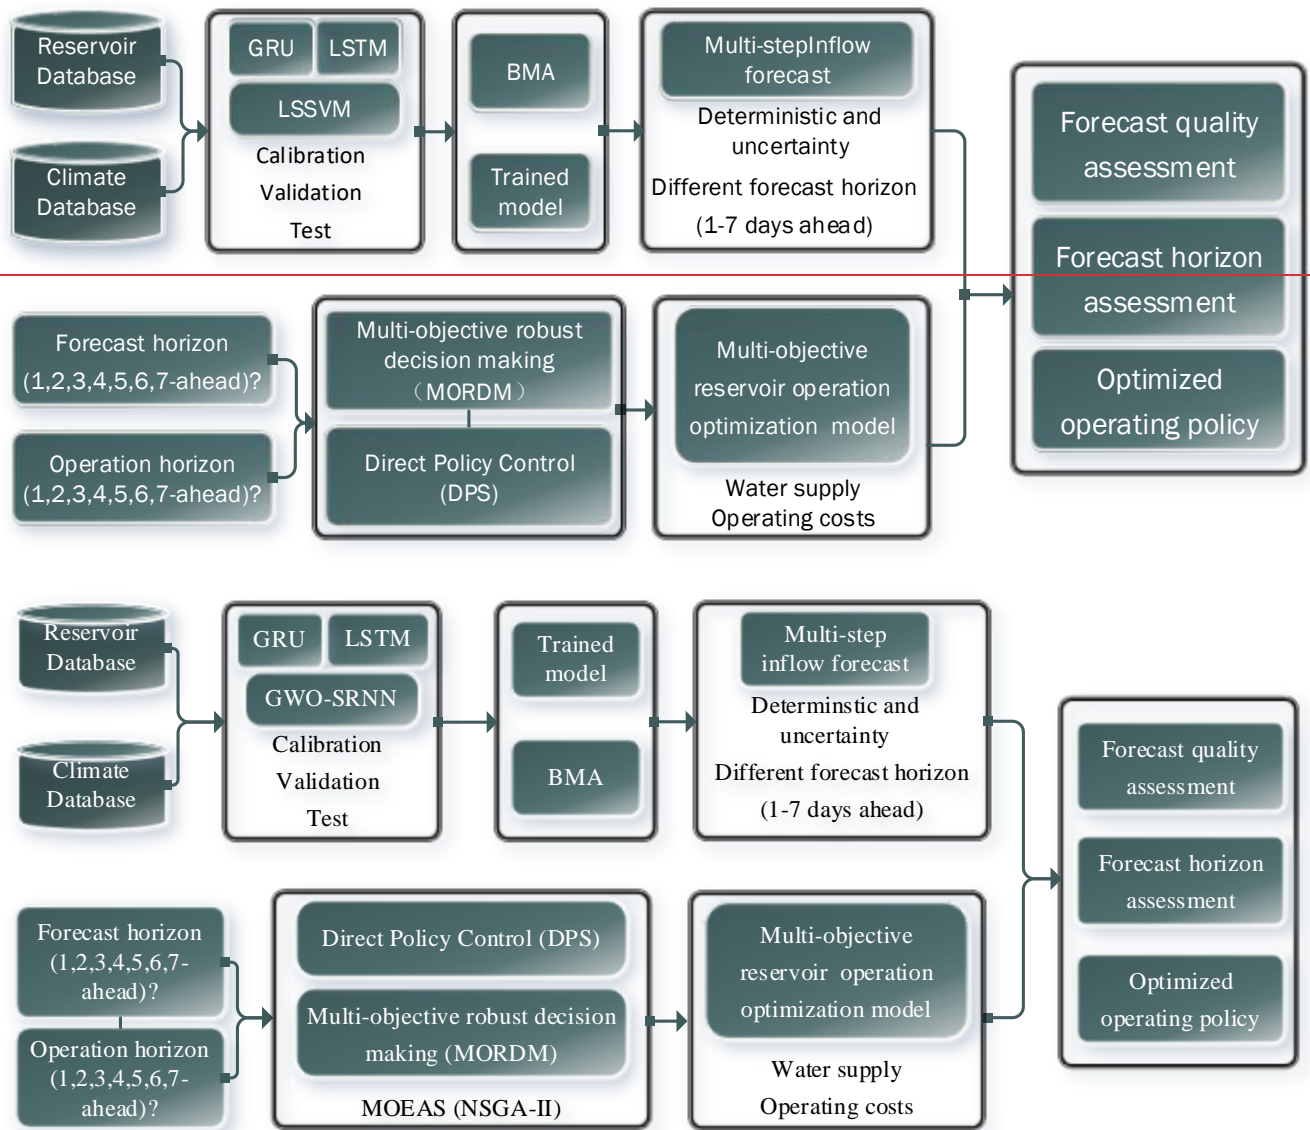 Reservoir
Database
Climate
Database
GRU
LSTM
LSSVM
Calibration
Validation
Test
BMA
Trained
model
Multi-stepInflow
forecast
Deterministic and
uncertainty
Different forecast horizon
(1-7 days ahead)
Forecast horizon
(1,2,3,4,5,6,7-ahead)?
Operation horizon
(1,2,3,4,5,6,7-ahead)?
Multi-objective robust
decision making
（MORDM）
Direct Policy Control
(DPS)
Multi-objective
reservoir operation
optimization model
Water supply
Operating costs
Forecast quality
assessment
Forecast horizon
assessment
Optimized
operating policy
Reservoir
Database
Climate
Database
GRU
LSTM
GWO-SRNN
Calibration
Validation
Test
Trained
model
BMA
Multi-step
inflow forecast
Determinstic and
uncertainty
Different forecast horizon
(1-7 days ahead)
Forecast horizon
(1,2,3,4,5,6,7-
ahead)?
Operation horizon
(1,2,3,4,5,6,7-
ahead)?
Direct Policy Control (DPS)
Multi-objective robust decision
making (MORDM)
MOEAS (NSGA-II)
Multi-objective
reservoir operation
optimization model
Water supply
Operating costs
Forecast quality
assessment
Forecast horizon
assessment
Optimized
operating policy